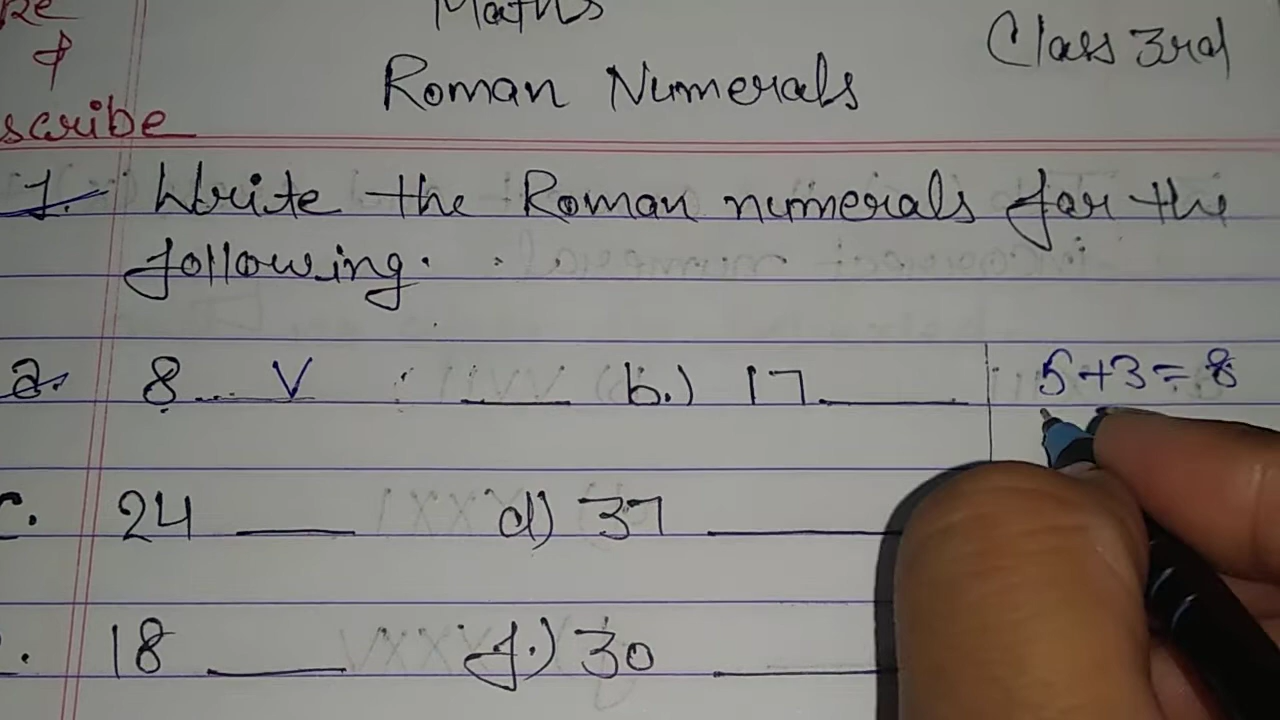 Maths
Class 3rd
&
Roman Numerals
scribe
1. Write the Roman numerals for the
following.
a. 8 V b.) 17 5+3=8
c. 24 d) 37
18 f.) 30